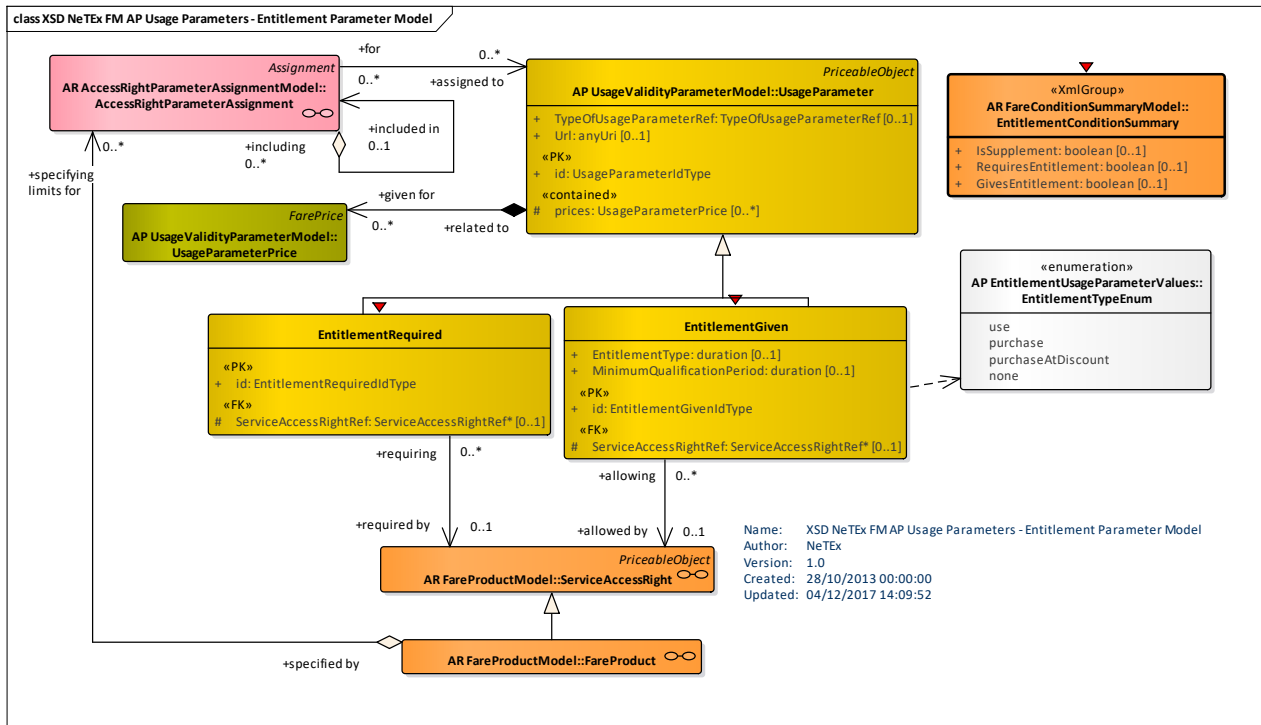 class XSD NeTEx FM AP Usage Parameters - Entitlement Parameter Model
Assignment
AR AccessRightParameterAssignmentModel::
AccessRightParameterAssignment
+for
0..*
0..*
+assigned to
+included in
0..1
+including
0..*
0..*
+specifying
limits for
PriceableObject
AP UsageValidityParameterModel::UsageParameter
+ TypeOfUsageParameterRef: TypeOfUsageParameterRef [0..1]
+ Url: anyUri [0..1]
«PK»
+ id: UsageParameterIdType
«contained»
# prices: UsageParameterPrice [0..*]
«XmlGroup»
AR FareConditionSummaryModel::
EntitlementConditionSummary
+ IsSupplement: boolean [0..1]
+ RequiresEntitlement: boolean [0..1]
+ GivesEntitlement: boolean [0..1]
+given for
0..*
+related to
FarePrice
AP UsageValidityParameterModel::
UsageParameterPrice
«enumeration»
AP EntitlementUsageParameterValues::
EntitlementTypeEnum
use
purchase
purchaseAtDiscount
none
EntitlementRequired
«PK»
+ id: EntitlementRequiredIdType
«FK»
# ServiceAccessRightRef: ServiceAccessRightRef* [0..1]
EntitlementGiven
+ EntitlementType: duration [0..1]
+ MinimumQualificationPeriod: duration [0..1]
«PK»
+ id: EntitlementGivenIdType
«FK»
# ServiceAccessRightRef: ServiceAccessRightRef* [0..1]
+requiring
0..*
+required by
0..1
+allowing
0..*
+allowed by
0..1
Name: XSD NeTEx FM AP Usage Parameters - Entitlement Parameter Model
Author: NeTEx
Version: 1.0
Created: 28/10/2013 00:00:00
Updated: 04/12/2017 14:09:52
PriceableObject
AR FareProductModel::ServiceAccessRight
AR FareProductModel::FareProduct
+specified by